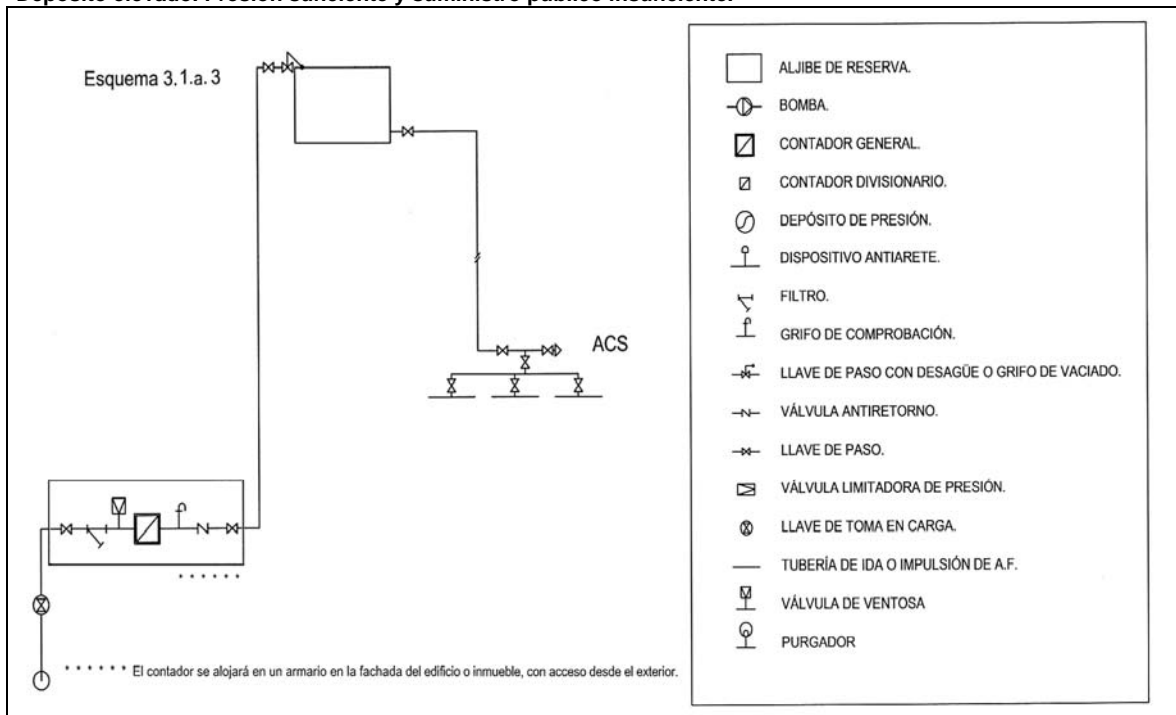 Depósito elevado. Presión suficiente y suministro público insuficiente.
Esquema 3.1.a. 3
ACS
* * * * * *
* * * * * * El contador se alojará en un armario en la fachada del edificio o inmueble, con acceso desde el exterior.
ALJIBE DE RESERVA.
BOMBA.
CONTADOR GENERAL.
CONTADOR DIVISIONARIO.
DEPÓSITO DE PRESIÓN.
DISPOSITIVO ANTIARETE.
FILTRO.
GRIFO DE COMPROBACIÓN.
LLAVE DE PASO CON DESAGÜE O GRIFO DE VACIADO.
VÁLVULA ANTIRETORNO.
LLAVE DE PASO.
VÁLVULA LIMITADORA DE PRESIÓN.
LLAVE DE TOMA EN CARGA.
TUBERÍA DE IDA O IMPULSIÓN DE A.F.
VÁLVULA DE VENTOSA
PURGADOR